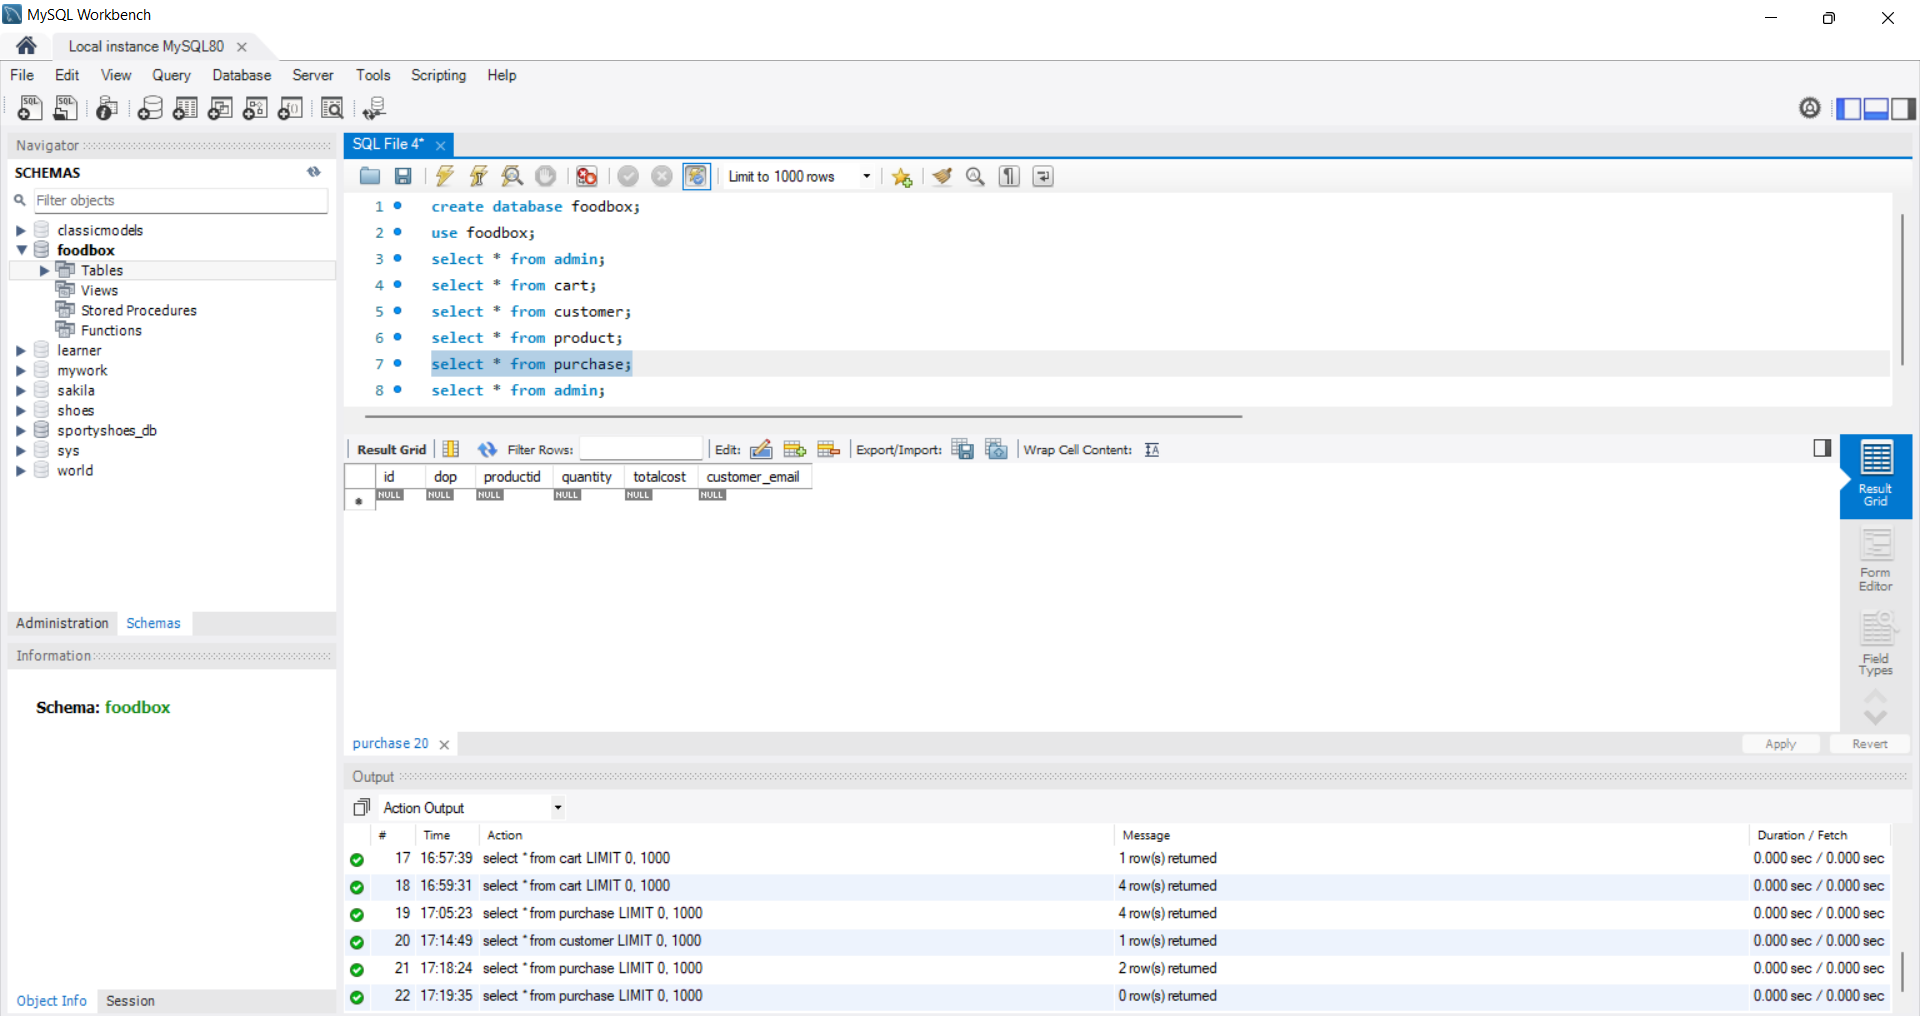 MySQL Workbench
Local instance MySQL80
File Edit View Query Database Server Tools Scripting Help
Navigator
SCHEMAS
Filter objects
classicmodels
foodbox
Tables
Views
Stored Procedures
Functions
learner
mywork
sakila
shoes
sportyshoes_db
sys
world
Administration Schemas
Information
Schema: foodbox
Object Info Session
SQL File 4*
Limit to 1000 rows
1 create database foodbox;
2 use foodbox;
3 select * from admin;
4 select * from cart;
5 select * from customer;
6 select * from product;
7 select * from purchase;
8 select * from admin;
Result Grid Filter Rows: Edit: Export/Import: Wrap Cell Content:
id dop productid quantity totalcost customer_email
* NULL NULL NULL NULL NULL NULL
Result
Grid
Form
Editor
Field
Types
purchase 20
Apply Revert
Output
Action Output
# Time Action Message Duration / Fetch
17 16:57:39 select * from cart LIMIT 0, 1000 1 row(s) returned 0.000 sec / 0.000 sec
18 16:59:31 select * from cart LIMIT 0, 1000 4 row(s) returned 0.000 sec / 0.000 sec
19 17:05:23 select * from purchase LIMIT 0, 1000 4 row(s) returned 0.000 sec / 0.000 sec
20 17:14:49 select * from customer LIMIT 0, 1000 1 row(s) returned 0.000 sec / 0.000 sec
21 17:18:24 select * from purchase LIMIT 0, 1000 2 row(s) returned 0.000 sec / 0.000 sec
22 17:19:35 select * from purchase LIMIT 0, 1000 0 row(s) returned 0.000 sec / 0.000 sec